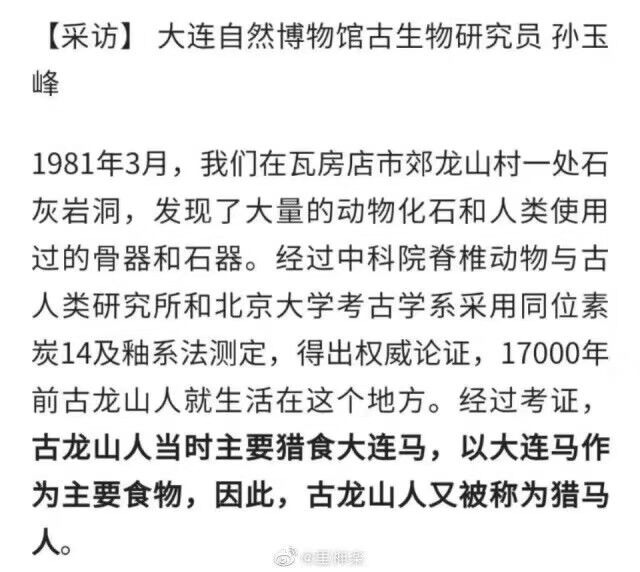 【采访】 大连自然博物馆古生物研究员 孙玉
峰
1981年3月，我们在瓦房店市郊龙山村一处石
灰岩洞，发现了大量的动物化石和人类使用
过的骨器和石器。经过中科院脊椎动物与古
人类研究所和北京大学考古学系采用同位素
炭14及釉系法测定，得出权威论证，17000年
前古龙山人就生活在这个地方。经过考证，
古龙山人当时主要猎食大连马，以大连马作
为主要食物，因此，古龙山人又被称为猎马
人。